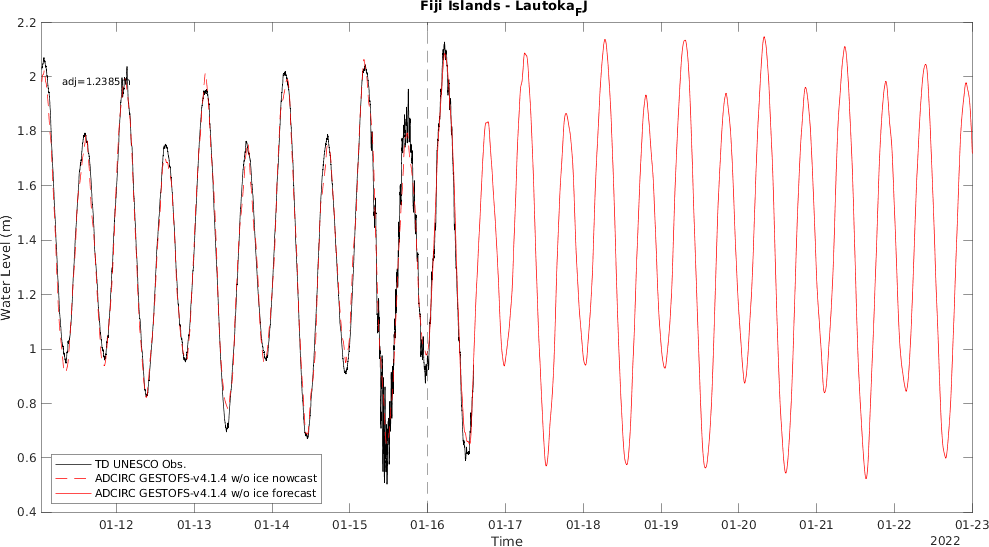 Fiji Islands - Lautoka_FJ
2.2
2
1.8
1.6
1.4
1.2
1
0.8
0.6
0.4
Water Level (m)
adj=1.2385m
TD UNESCO Obs.
ADCIRC GESTOFS-v4.1.4 w/o ice nowcast
ADCIRC GESTOFS-v4.1.4 w/o ice forecast
01-12 01-13 01-14 01-15 01-16 01-17 01-18 01-19 01-20 01-21 01-22 01-23
Time
2022